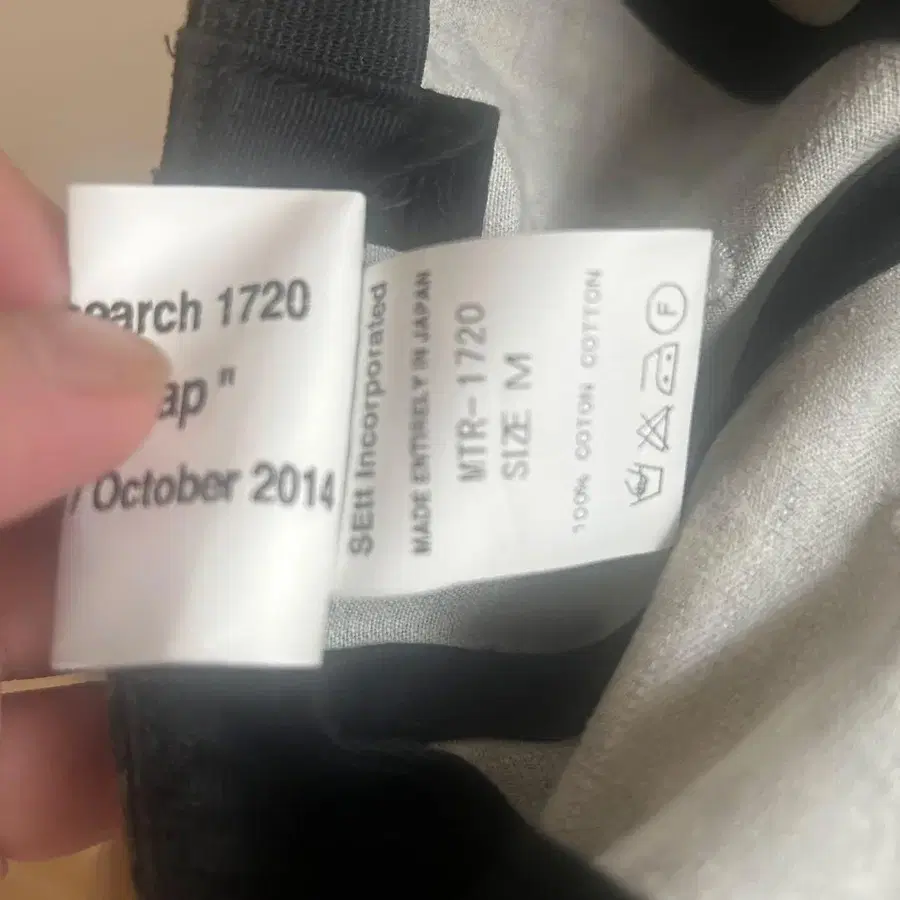 earch 1720
ap"
/ October 2014
SEtt Incorporated
MADE ENTIRELY IN JAPAN
MTR-1720
SIZE M
100% COTON COTTON
F